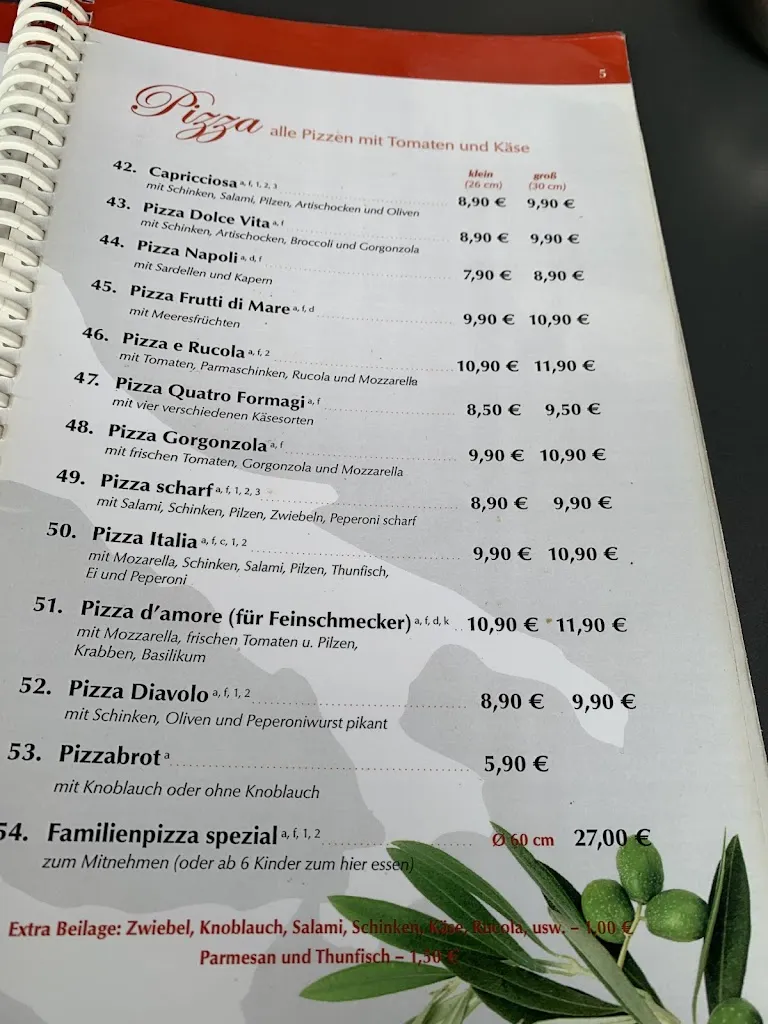 5
Pizza alle Pizzen mit Tomaten und Käse
klein groß
(26 cm) (30 cm)
42. Capricciosa a, f, 1, 2, 3 8,90 € 9,90 €
mit Schinken, Salami, Pilzen, Artischocken und Oliven
43. Pizza Dolce Vita a, f 8,90 € 9,90 €
mit Schinken, Artischocken, Broccoli und Gorgonzola
44. Pizza Napoli a, d, f 7,90 € 8,90 €
mit Sardellen und Kapern
45. Pizza Frutti di Mare a, f, d 9,90 € 10,90 €
mit Meeresfrüchten
46. Pizza e Rucola a, f, 2 10,90 € 11,90 €
mit Tomaten, Parmaschinken, Rucola und Mozzarella
47. Pizza Quatro Formagi a, f 8,50 € 9,50 €
mit vier verschiedenen Käsesorten
48. Pizza Gorgonzola a, f 9,90 € 10,90 €
mit frischen Tomaten, Gorgonzola und Mozzarella
49. Pizza scharf a, f, 1, 2, 3 8,90 € 9,90 €
mit Salami, Schinken, Pilzen, Zwiebeln, Peperoni scharf
50. Pizza Italia a, f, c, 1, 2 9,90 € 10,90 €
mit Mozarella, Schinken, Salami, Pilzen, Thunfisch,
Ei und Peperoni
51. Pizza d'amore (für Feinschmecker) a, f, d, k 10,90 € 11,90 €
mit Mozzarella, frischen Tomaten u. Pilzen,
Krabben, Basilikum
52. Pizza Diavolo a, f, 1, 2 8,90 € 9,90 €
mit Schinken, Oliven und Peperoniwurst pikant
53. Pizzabrot a 5,90 €
mit Knoblauch oder ohne Knoblauch
54. Familienpizza spezial a, f, 1, 2 Ø 60 cm 27,00 €
zum Mitnehmen (oder ab 6 Kinder zum hier essen)
Extra Beilage: Zwiebel, Knoblauch, Salami, Schinken, Käse, Rucola, usw. – 1,00 €
Parmesan und Thunfisch – 1,50 €